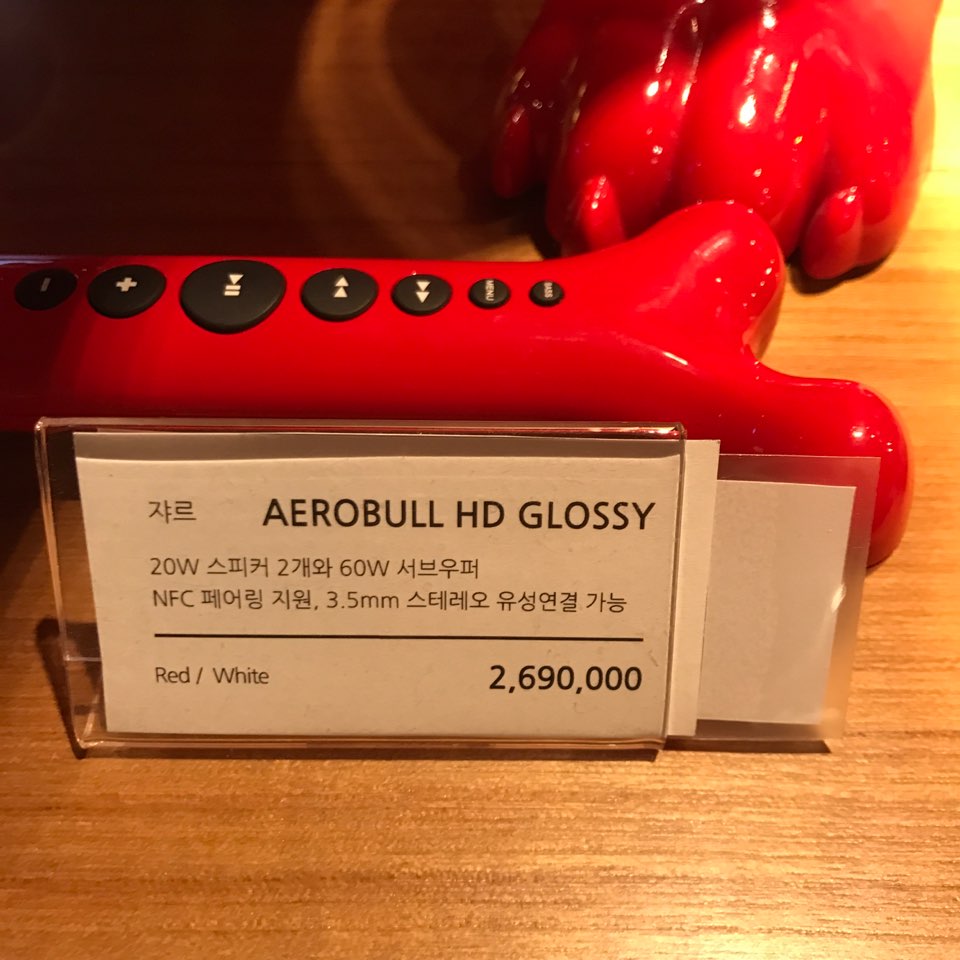 MENU
BASS
쟈르 AEROBULL HD GLOSSY
20W 스피커 2개와 60W 서브우퍼
NFC 페어링 지원, 3.5mm 스테레오 유성연결 가능
Red / White 2,690,000